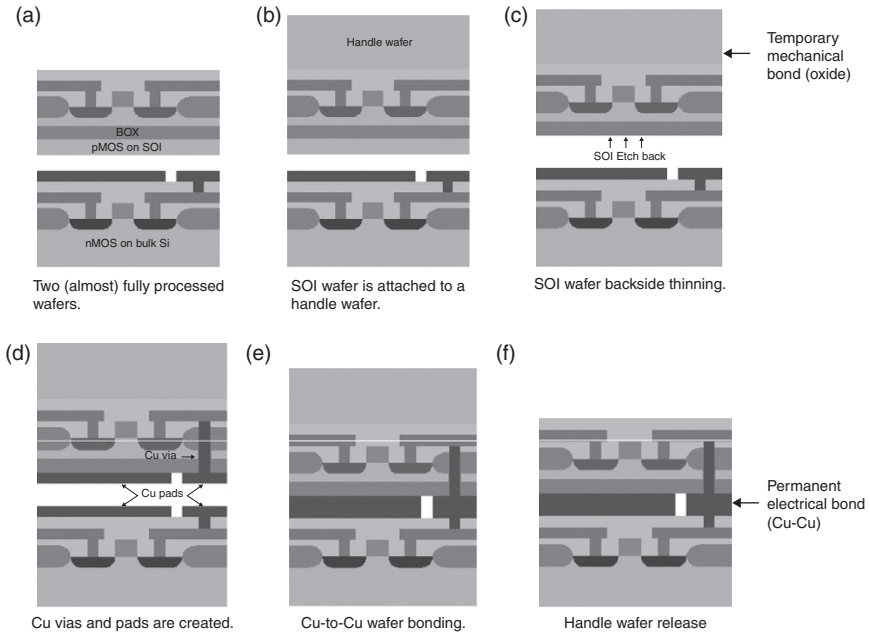 (a)
BOX
pMOS on SOI
nMOS on bulk Si
Two (almost) fully processed
wafers.
(b)
Handle wafer
SOI wafer is attached to a
handle wafer.
(c)
Temporary
mechanical
bond (oxide)
SOI Etch back
SOI wafer backside thinning.
(d)
Cu via
Cu pads
Cu vias and pads are created.
(e)
Cu-to-Cu wafer bonding.
(f)
Permanent
electrical bond
(Cu-Cu)
Handle wafer release